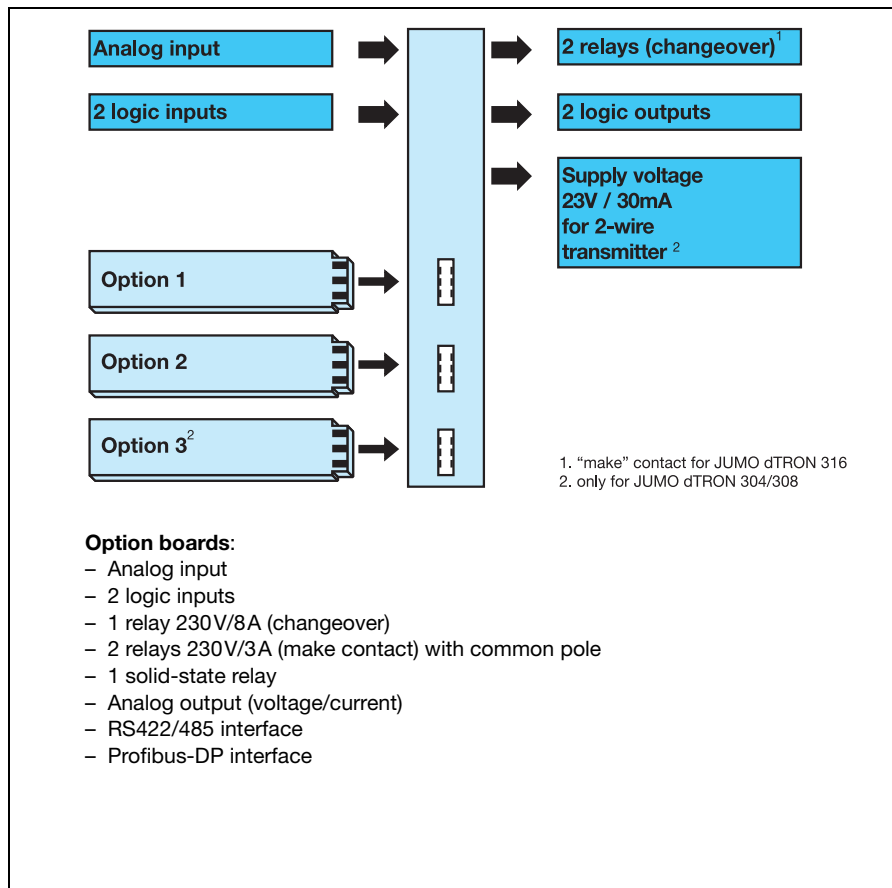 Analog input
2 relays (changeover)1
2 logic inputs
2 logic outputs
Supply voltage
23V / 30mA
for 2-wire
transmitter 2
Option 1
Option 2
Option 32
1. “make” contact for JUMO dTRON 316
2. only for JUMO dTRON 304/308
Option boards:
– Analog input
– 2 logic inputs
– 1 relay 230V/8A (changeover)
– 2 relays 230V/3A (make contact) with common pole
– 1 solid-state relay
– Analog output (voltage/current)
– RS422/485 interface
– Profibus-DP interface